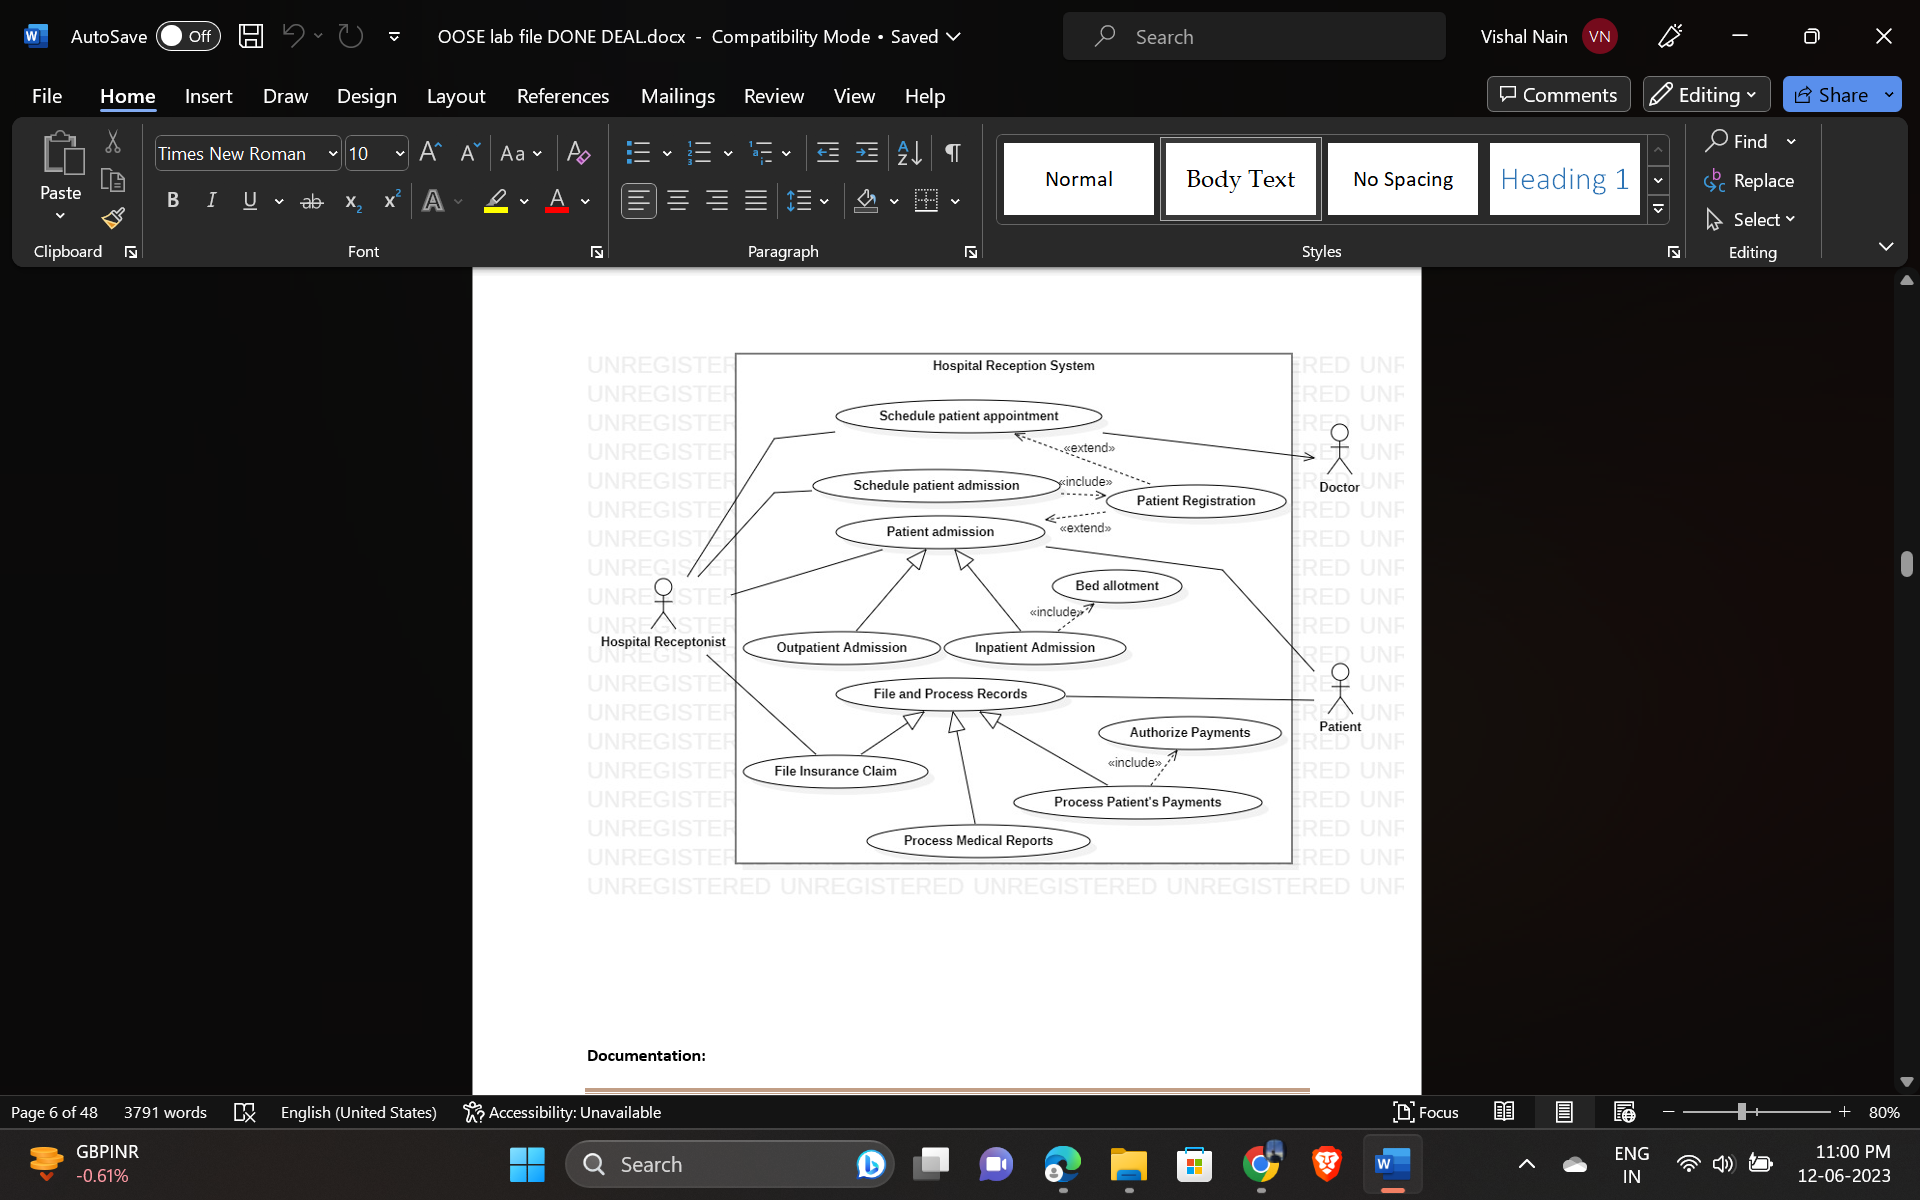 AutoSave Off OOSE lab file DONE DEAL.docx - Compatibility Mode • Saved Search Vishal Nain VN
File Home Insert Draw Design Layout References Mailings Review View Help Comments Editing Share
Paste
Clipboard
Times New Roman 10
Font
Paragraph
Normal Body Text No Spacing Heading 1
Styles
Find
Replace
Select
Editing
Hospital Reception System
Schedule patient appointment
«extend»
Schedule patient admission
«include»
Patient Registration
Doctor
Patient admission
«extend»
Bed allotment
«include»
Hospital Receptonist
Outpatient Admission
Inpatient Admission
File and Process Records
Patient
Authorize Payments
«include»
File Insurance Claim
Process Patient's Payments
Process Medical Reports
UNREGISTERED UNREGISTERED UNREGISTERED UNREGISTERED UNR
Documentation:
Page 6 of 48 3791 words English (United States) Accessibility: Unavailable Focus 80%
GBPINR
-0.61%
Search
ENG
IN
11:00 PM
12-06-2023